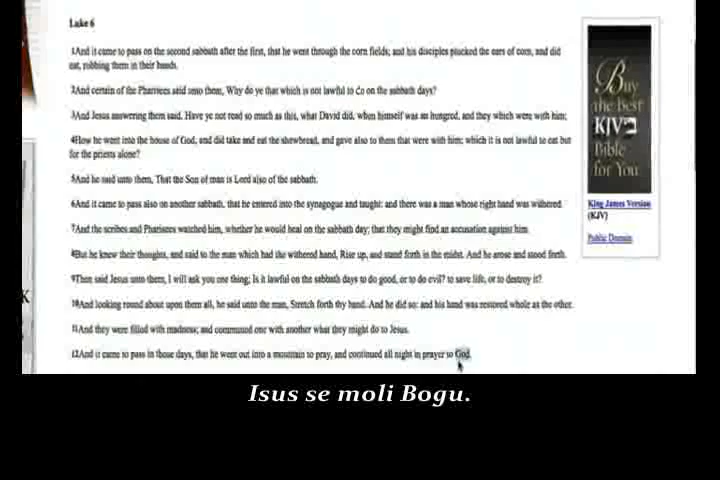 Luke 6
1And it came to pass on the second sabbath after the first, that he went through the corn fields; and his disciples plucked the ears of corn, and did
eat, rubbing them in their hands.
2And certain of the Pharisees said unto them, Why do ye that which is not lawful to do on the sabbath days?
3And Jesus answering them said, Have ye not read so much as this, what David did, when himself was an hungred, and they which were with him;
4How he went into the house of God, and did take and eat the shewbread, and gave also to them that were with him; which it is not lawful to eat but
for the priests alone?
5And he said unto them, That the Son of man is Lord also of the sabbath.
6And it came to pass also on another sabbath, that he entered into the synagogue and taught: and there was a man whose right hand was withered.
7And the scribes and Pharisees watched him, whether he would heal on the sabbath day; that they might find an accusation against him.
8But he knew their thoughts, and said to the man which had the withered hand, Rise up, and stand forth in the midst. And he arose and stood forth.
9Then said Jesus unto them, I will ask you one thing; Is it lawful on the sabbath days to do good, or to do evil? to save life, or to destroy it?
10And looking round about upon them all, he said unto the man, Stretch forth thy hand. And he did so: and his hand was restored whole as the other.
11And they were filled with madness; and communed one with another what they might do to Jesus.
12And it came to pass in those days, that he went out into a mountain to pray, and continued all night in prayer to God.
Buy
the Best
KJV
Bible
for You
King James Version
(KJV)
Public Domain
K
Isus se moli Bogu.